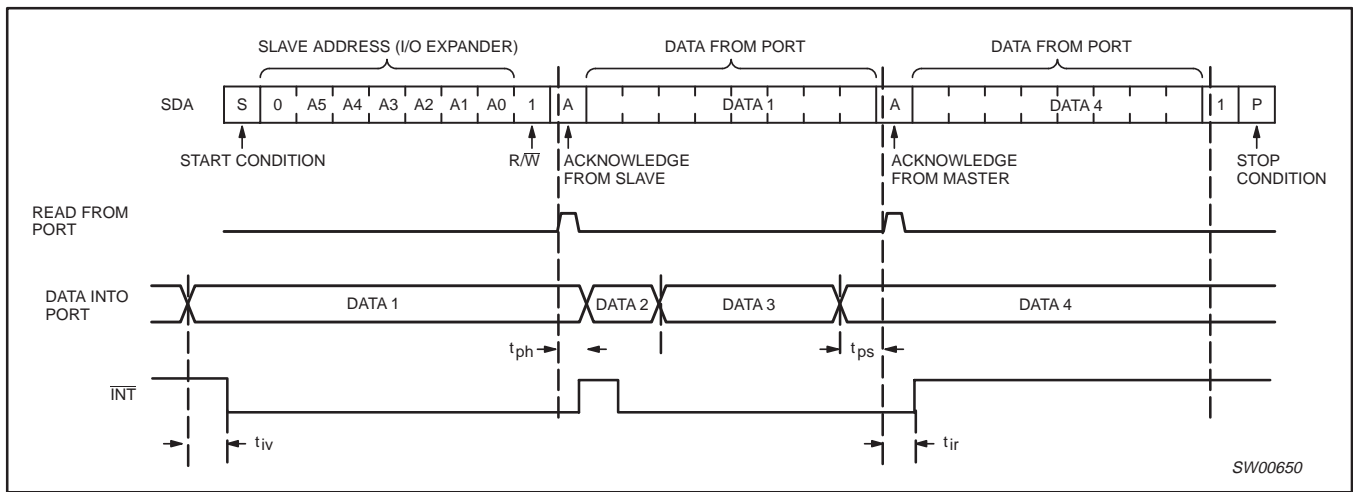 SLAVE ADDRESS (I/O EXPANDER) DATA FROM PORT DATA FROM PORT
SDA S 0 A5 A4 A3 A2 A1 A0 1 A DATA 1 A DATA 4 1 P
START CONDITION R/W̅ ACKNOWLEDGE FROM SLAVE ACKNOWLEDGE FROM MASTER STOP CONDITION
READ FROM
PORT
DATA INTO
PORT DATA 1 DATA 2 DATA 3 DATA 4
tph tps
I̅N̅T̅
tiv tir
SW00650